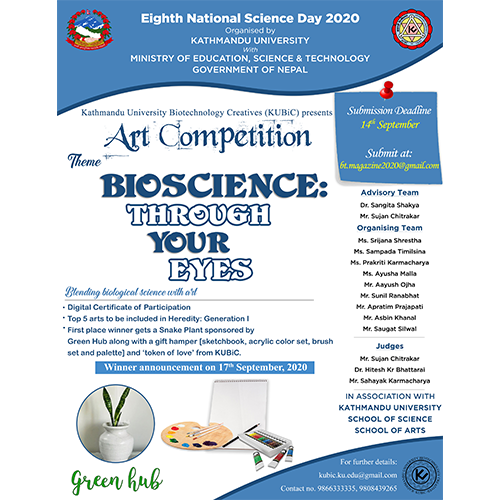 Eighth National Science Day 2020
Organised by
KATHMANDU UNIVERSITY
With
MINISTRY OF EDUCATION, SCIENCE & TECHNOLOGY
GOVERNMENT OF NEPAL
Kathmandu University Biotechnology Creatives (KUBiC) presents
Art Competition
Theme
BIOSCIENCE:
THROUGH
YOUR
EYES
Blending biological science with art
• Digital Certificate of Participation
• Top 5 arts to be included in Heredity: Generation I
• First place winner gets a Snake Plant sponsored by
Green Hub along with a gift hamper [sketchbook, acrylic color set, brush
set and palette] and ‘token of love’ from KUBiC.
Winner announcement on 17th September, 2020
Green hub
Submission Deadline
14th September
Submit at:
bt.magazine2020@gmail.com
Advisory Team
Dr. Sangita Shakya
Mr. Sujan Chitrakar
Organising Team
Ms. Srijana Shrestha
Ms. Sampada Timilsina
Ms. Prakriti Karmacharya
Ms. Ayusha Malla
Mr. Aayush Ojha
Mr. Sunil Ranabhat
Mr. Apratim Prajapati
Mr. Asbin Khanal
Mr. Saugat Silwal
Judges
Mr. Sujan Chitrakar
Dr. Hitesh Kr Bhattarai
Mr. Sahayak Karmacharya
IN ASSOCIATION WITH
KATHMANDU UNIVERSITY
SCHOOL OF SCIENCE
SCHOOL OF ARTS
For further details:
kubic.ku.edu@gmail.com
Contact no. 9866333335, 9808439265